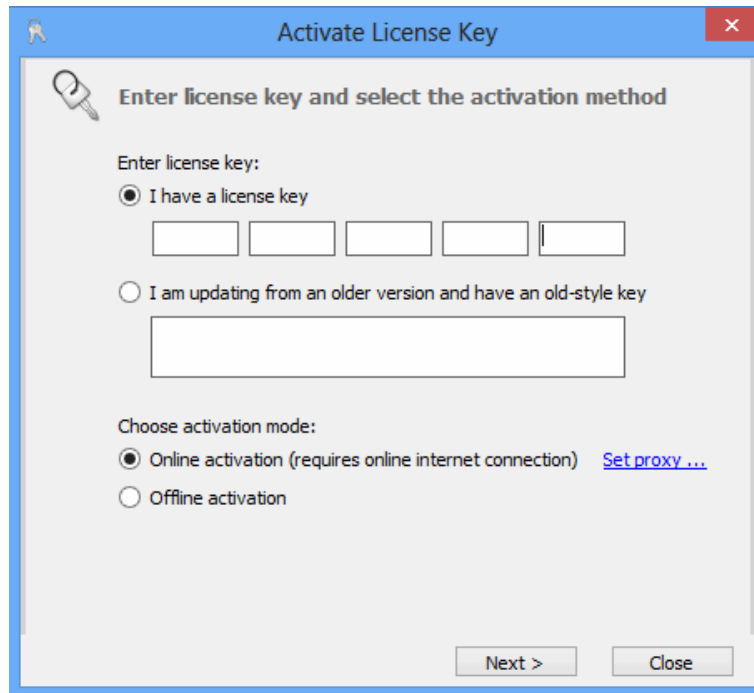 Activate License Key
Enter license key and select the activation method
Enter license key:
I have a license key
I am updating from an older version and have an old-style key
Choose activation mode:
Online activation (requires online internet connection) Set proxy ...
Offline activation
Next > Close